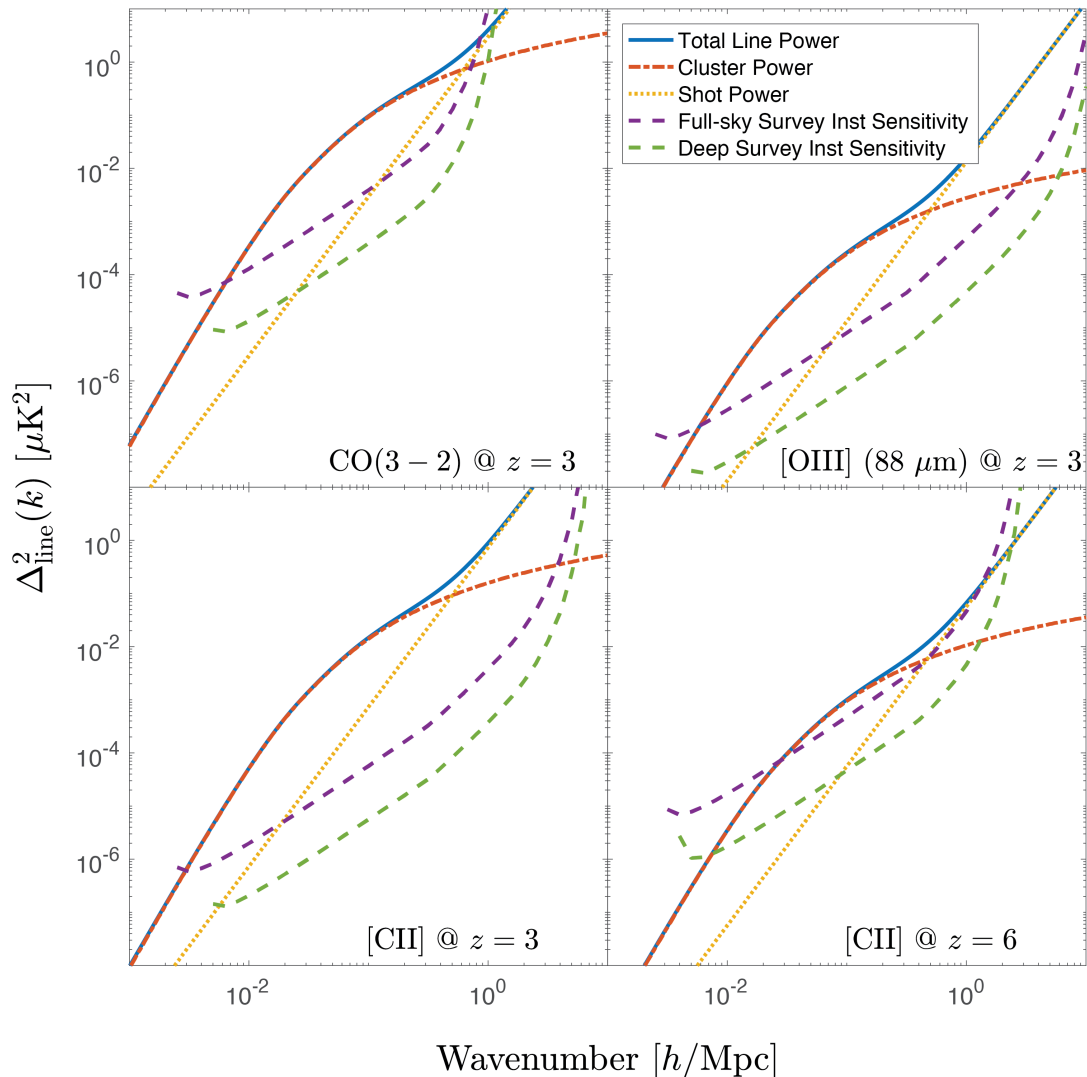 Total Line Power
Cluster Power
Shot Power
Full-sky Survey Inst Sensitivity
Deep Survey Inst Sensitivity
10^0
10^-2
10^-4
10^-6
CO(3 − 2) @ z = 3
[OIII] (88 μm) @ z = 3
Δ²_line(k) [μK²]
10^0
10^-2
10^-4
10^-6
[CII] @ z = 3
[CII] @ z = 6
10^-2
10^0
10^-2
10^0
Wavenumber [h/Mpc]